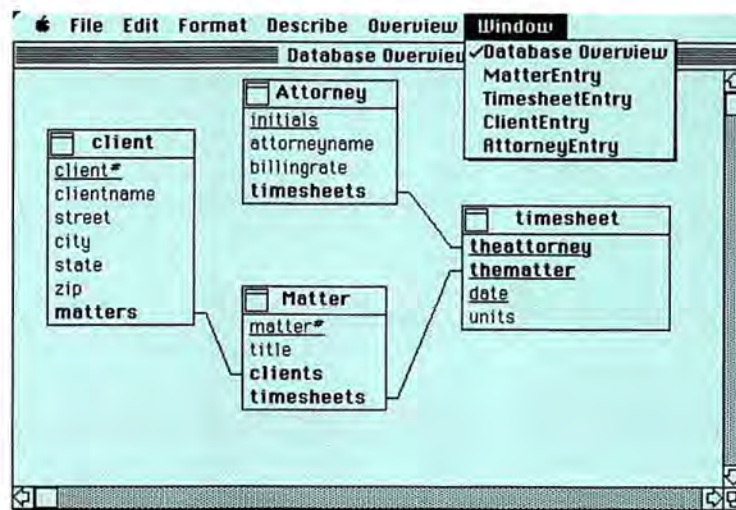 File Edit Format Describe Overview Window
Database Overview
✓Database Overview
MatterEntry
TimesheetEntry
ClientEntry
AttorneyEntry
Attorney
initials
attorneyname
billingrate
timesheets
client
client#
clientname
street
city
state
zip
matters
timesheet
theattorney
thematter
date
units
Matter
matter#
title
clients
timesheets